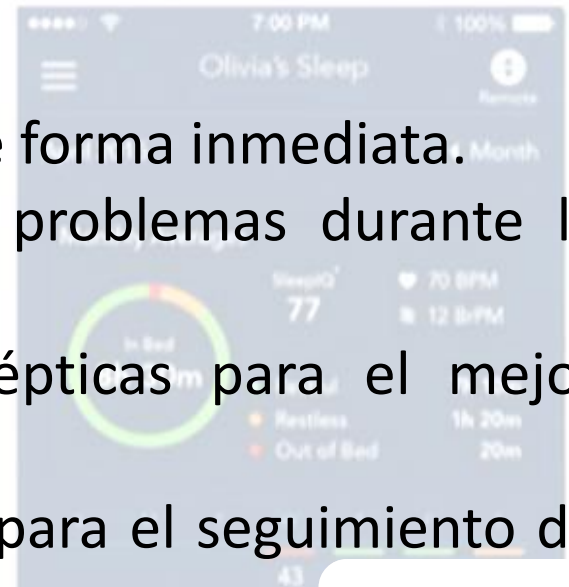 7:00 PM 100%
Olivia's Sleep
Remote
e forma inmediata.
Month
problemas durante l
SleepIQ
77
70 BPM
12 BrPM
In Bed
épticas para el mejo
Restless 1h 20m
Out of Bed 20m
para el seguimiento d
43